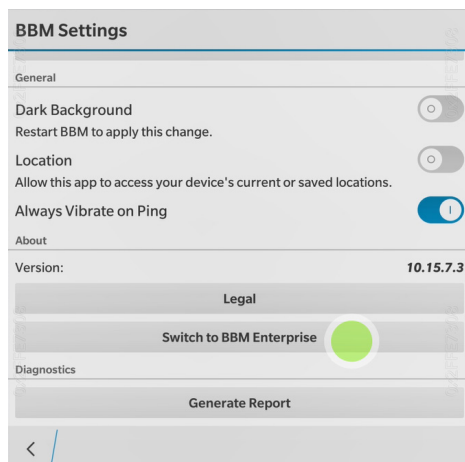 BBM Settings
General
Dark Background
Restart BBM to apply this change.
Location
Allow this app to access your device's current or saved locations.
Always Vibrate on Ping
About
Version: 10.15.7.3
Legal
Switch to BBM Enterprise
Diagnostics
Generate Report